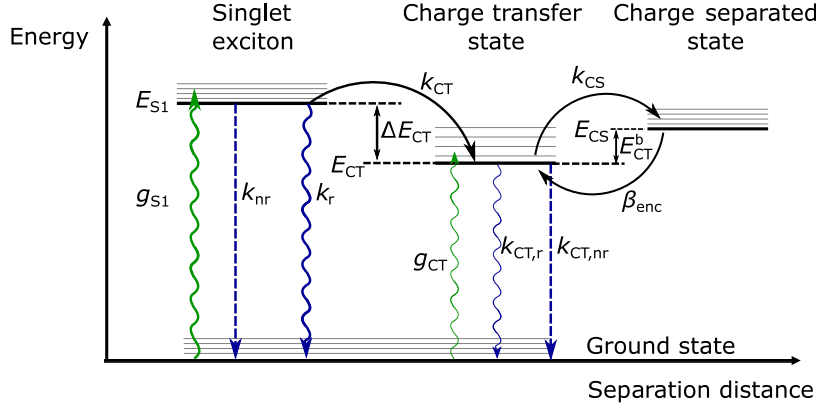 Energy
Singlet
exciton
Charge transfer
state
Charge separated
state
E_S1
k_CT
k_CS
ΔE_CT
E_CS
E_CT^b
E_CT
g_S1
k_nr
k_r
β_enc
g_CT
k_CT,r
k_CT,nr
Ground state
Separation distance